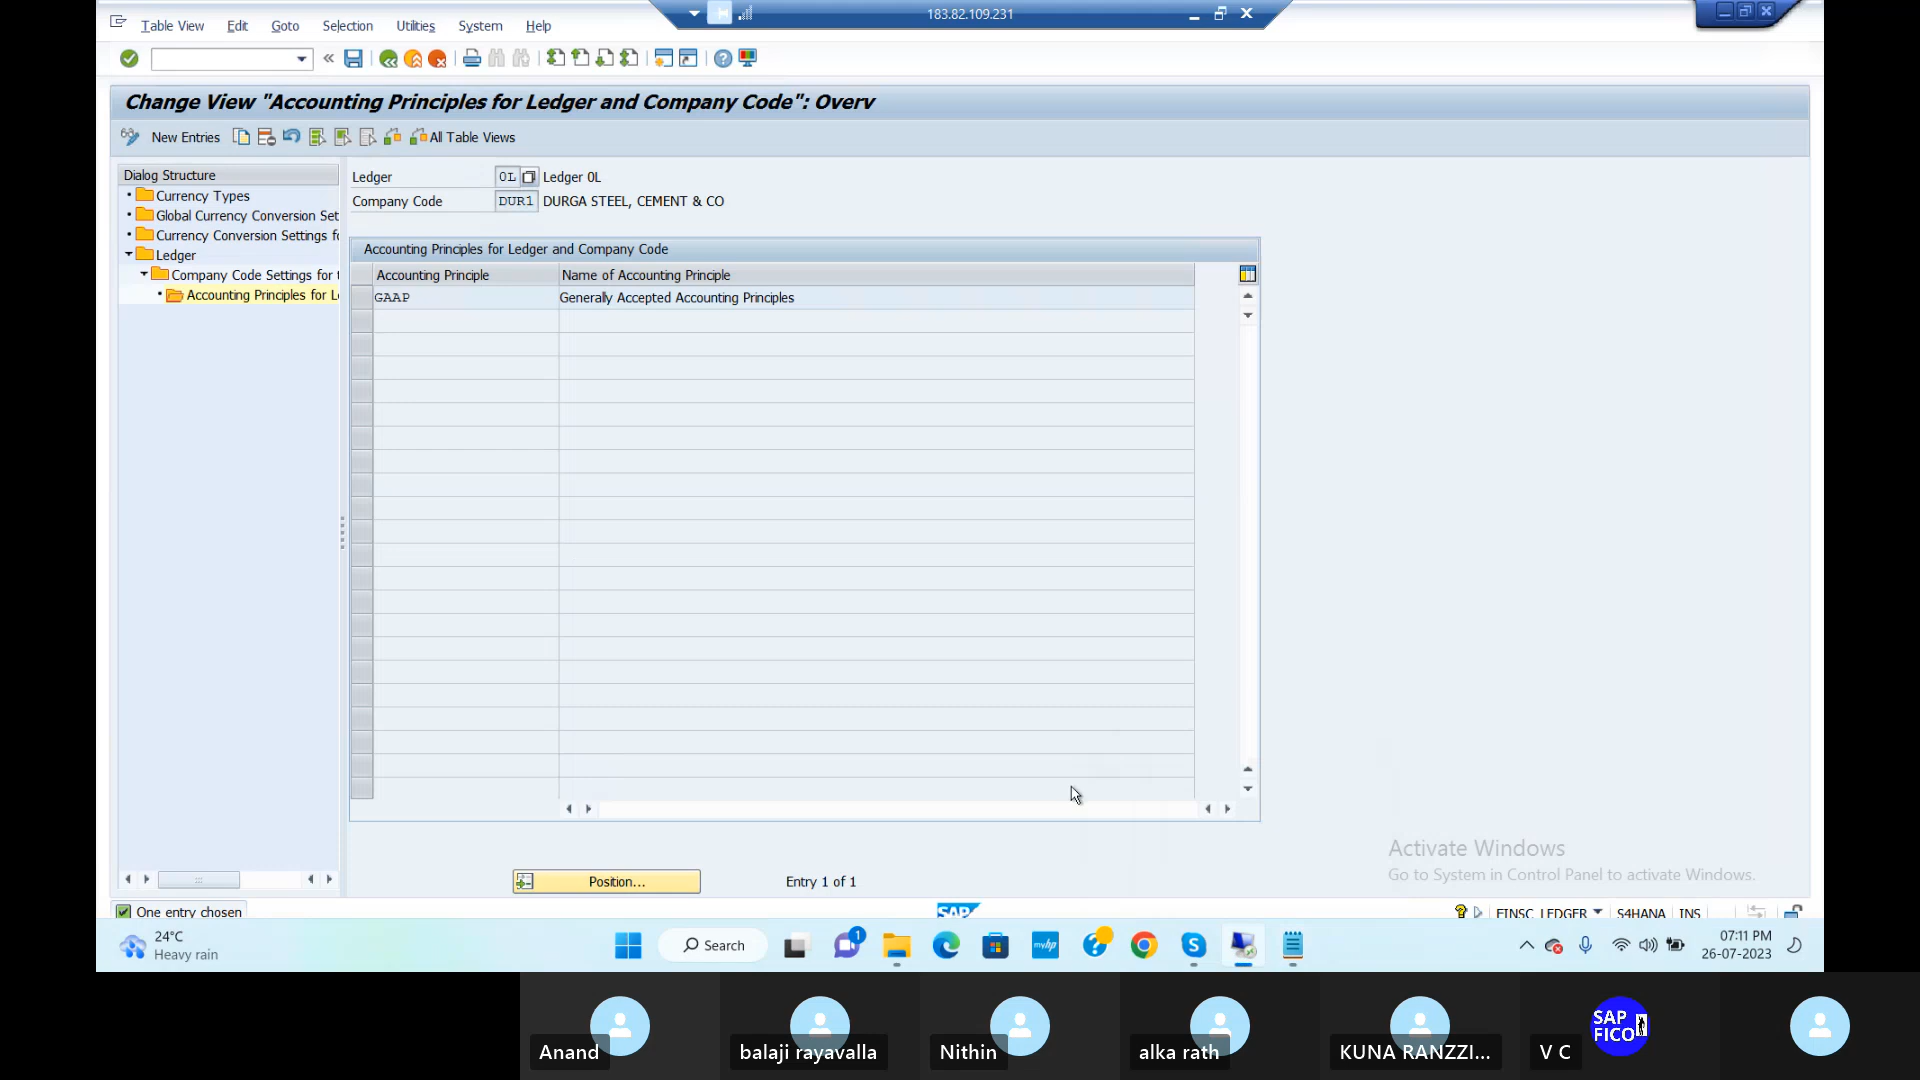 183.82.109.231
Table View Edit Goto Selection Utilities System Help
Change View "Accounting Principles for Ledger and Company Code": Overv
New Entries All Table Views
Dialog Structure
Currency Types
Global Currency Conversion Set
Currency Conversion Settings fo
Ledger
Company Code Settings for t
Accounting Principles for L
Ledger 0L Ledger 0L
Company Code DUR1 DURGA STEEL, CEMENT & CO
Accounting Principles for Ledger and Company Code
Accounting Principle Name of Accounting Principle
GAAP Generally Accepted Accounting Principles
Position... Entry 1 of 1
Activate Windows
Go to System in Control Panel to activate Windows.
One entry chosen
SAP
FINSC_LEDGER S4HANA INS
24°C
Heavy rain
Search
myhp
1
07:11 PM
26-07-2023
SAP
FICO
Anand balaji rayavalla Nithin alka rath KUNA RANZZI... V C